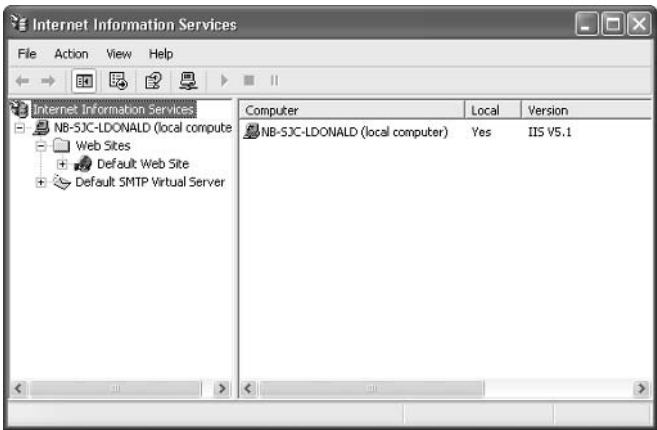 Internet Information Services
File Action View Help
Internet Information Services
NB-SJC-LDONALD (local compute
Web Sites
Default Web Site
Default SMTP Virtual Server
Computer Local Version
NB-SJC-LDONALD (local computer) Yes IIS V5.1